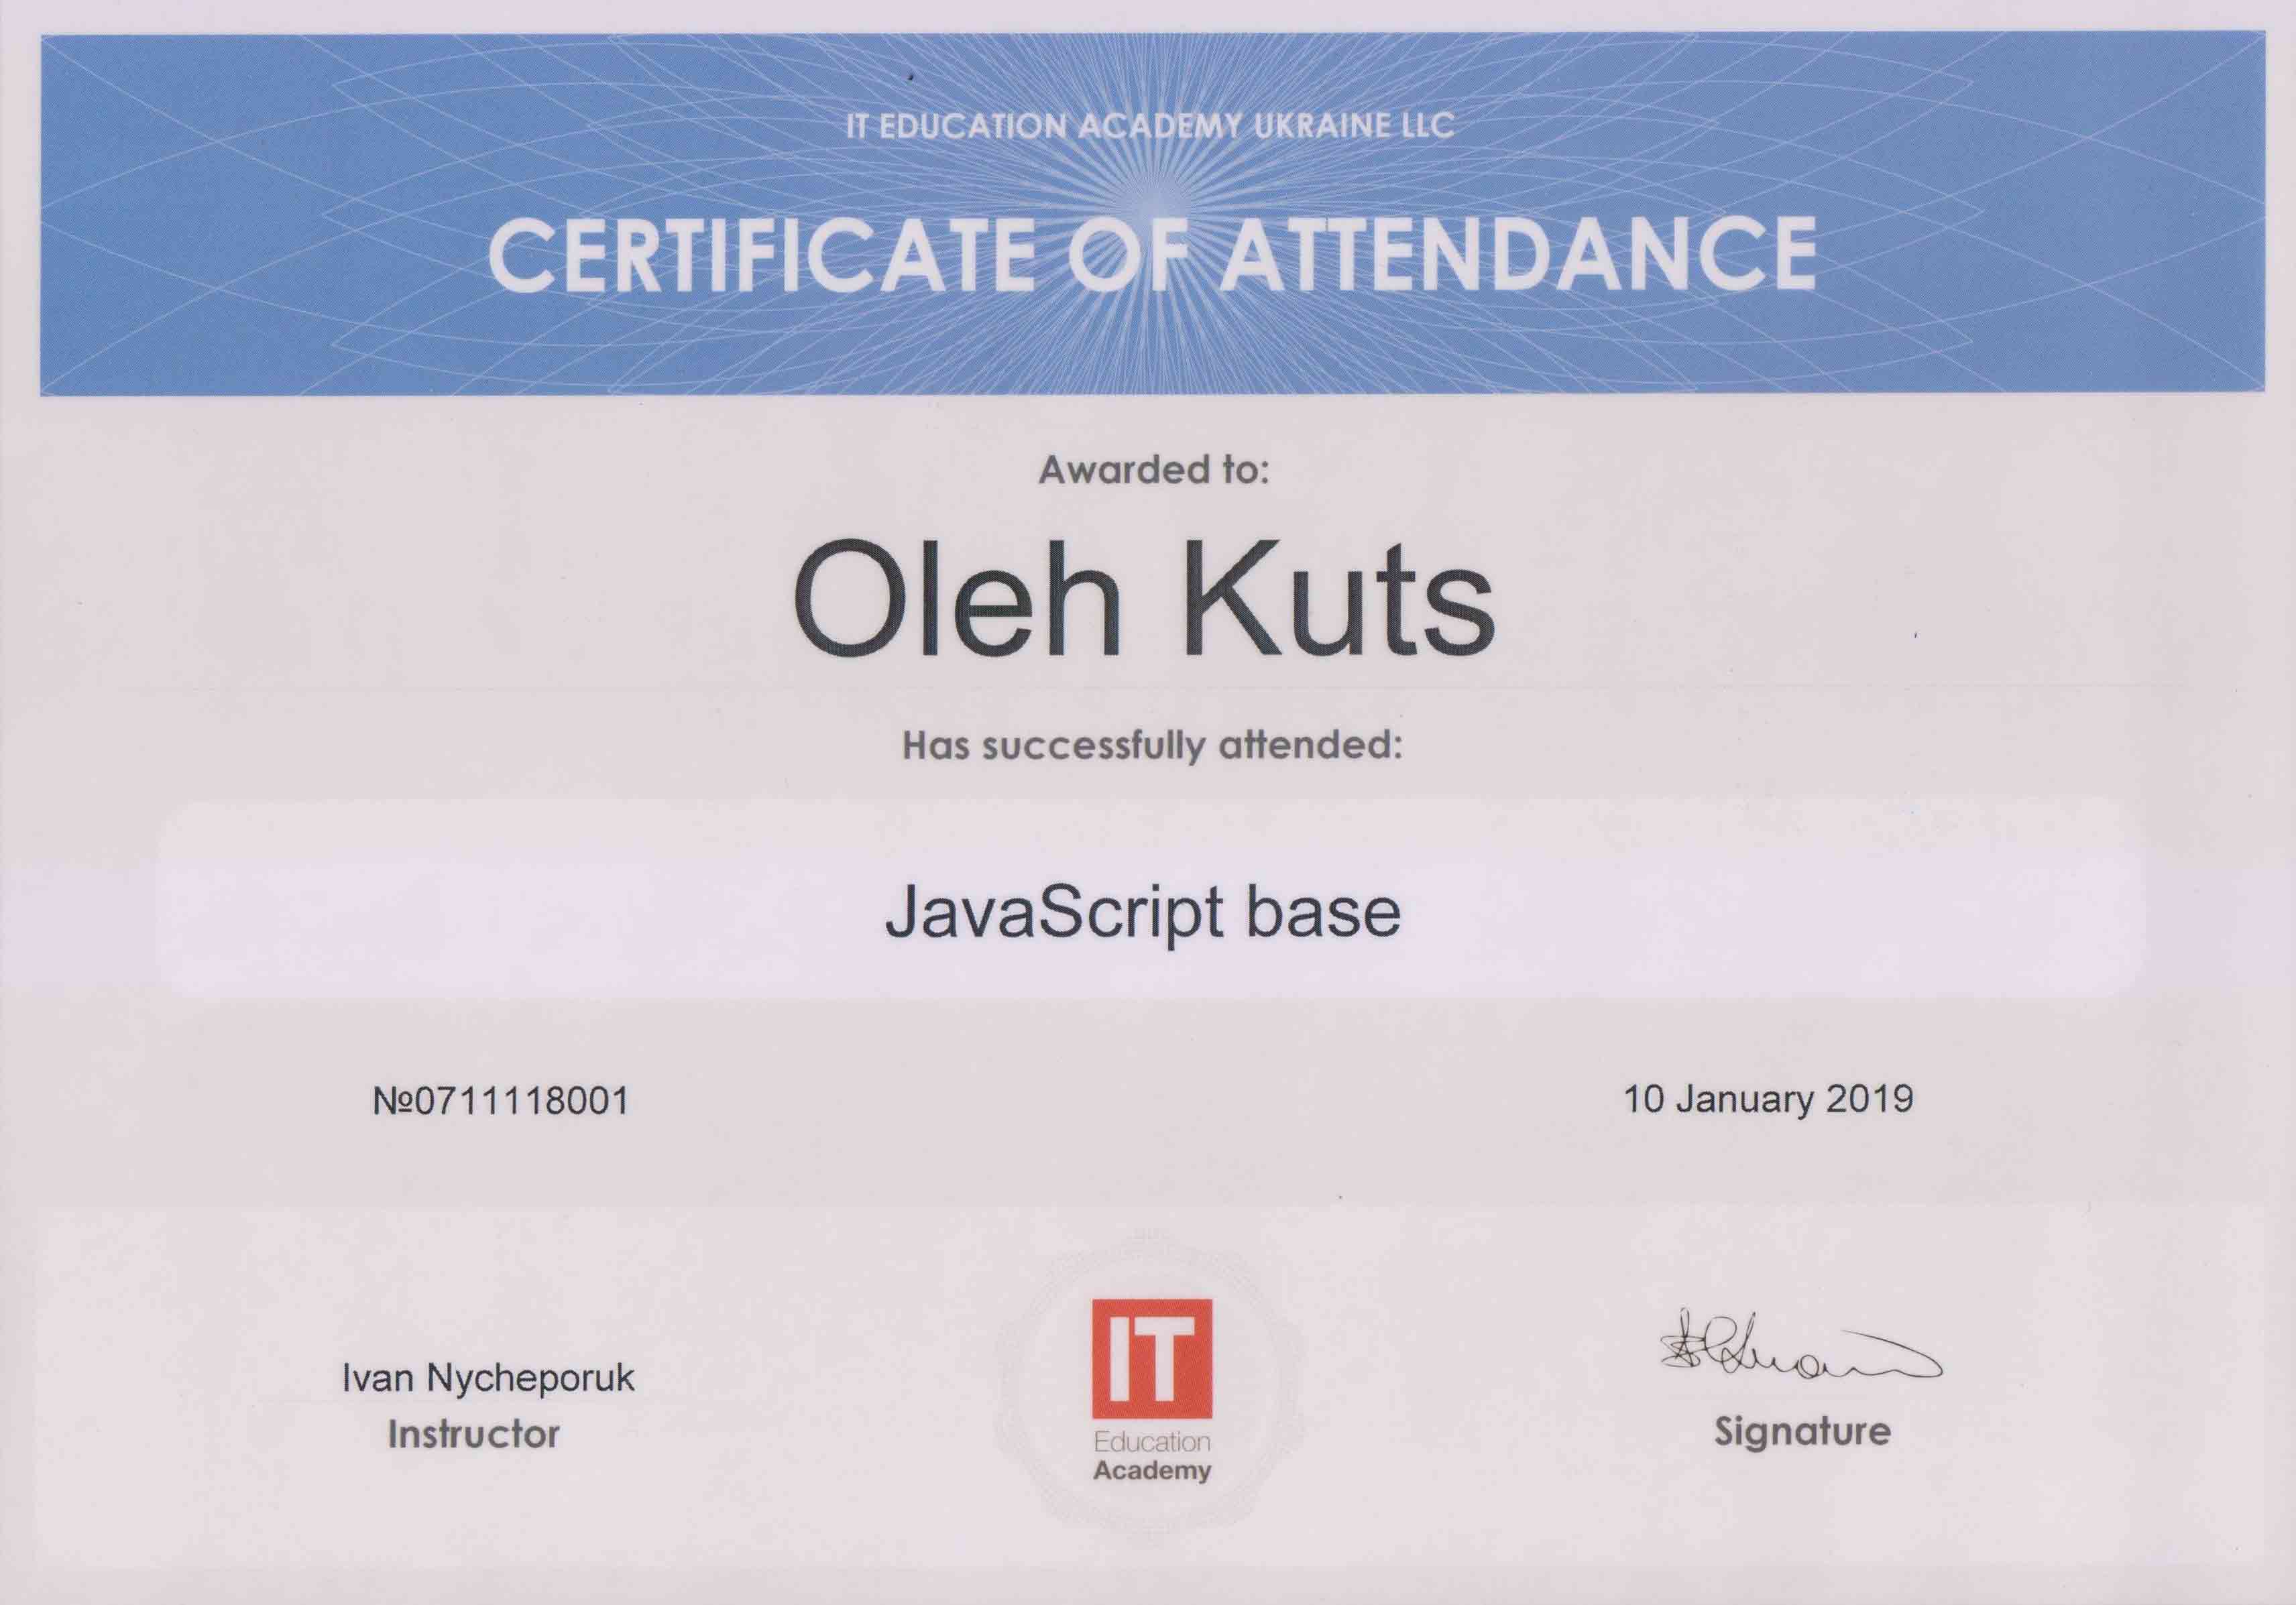 IT EDUCATION ACADEMY UKRAINE LLC
CERTIFICATE OF ATTENDANCE
Awarded to:
Oleh Kuts
Has successfully attended:
JavaScript base
№0711118001
10 January 2019
Ivan Nycheporuk
Instructor
IT
Education
Academy
Signature